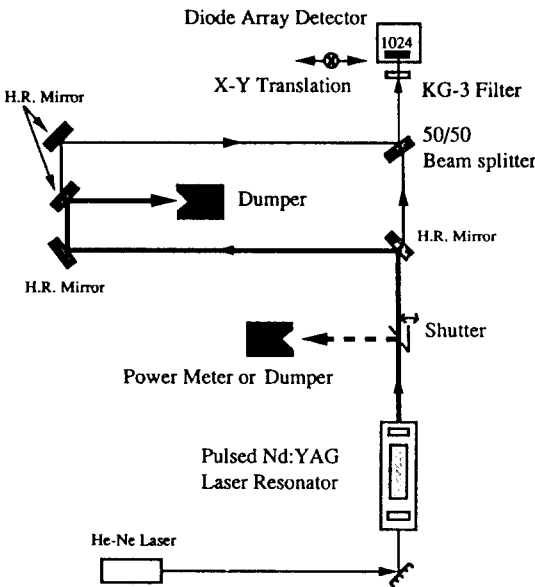 Diode Array Detector
1024
X-Y Translation
KG-3 Filter
H.R. Mirror
50/50
Beam splitter
Dumper
H.R. Mirror
H.R. Mirror
Shutter
Power Meter or Dumper
Pulsed Nd:YAG
Laser Resonator
He-Ne Laser